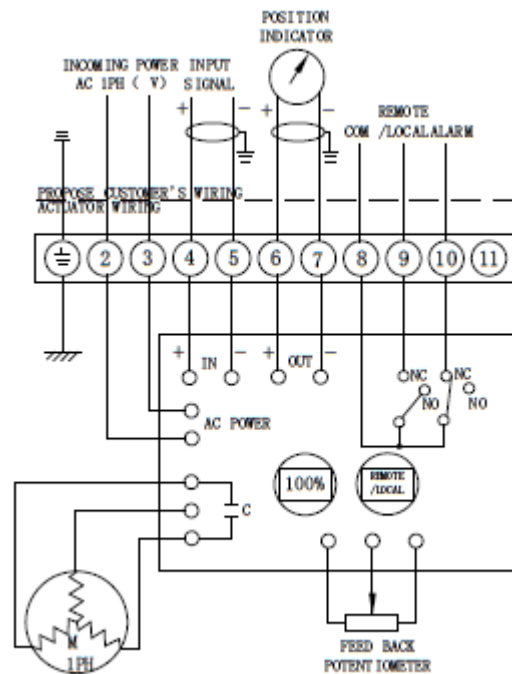 POSITION
INDICATOR
INCOMING POWER INPUT
AC 1PH ( V) SIGNAL
+ − + −
REMOTE
COM /LOCAL ALARM
PROPOSE CUSTOMER'S WIRING
ACTUATOR WIRING
2 3 4 5 6 7 8 9 10 11
+ IN − + OUT −
NC NC
NO NO
AC POWER
100%
REMOTE
/LOCAL
C
M
1PH
FEED BACK
POTENTIOMETER